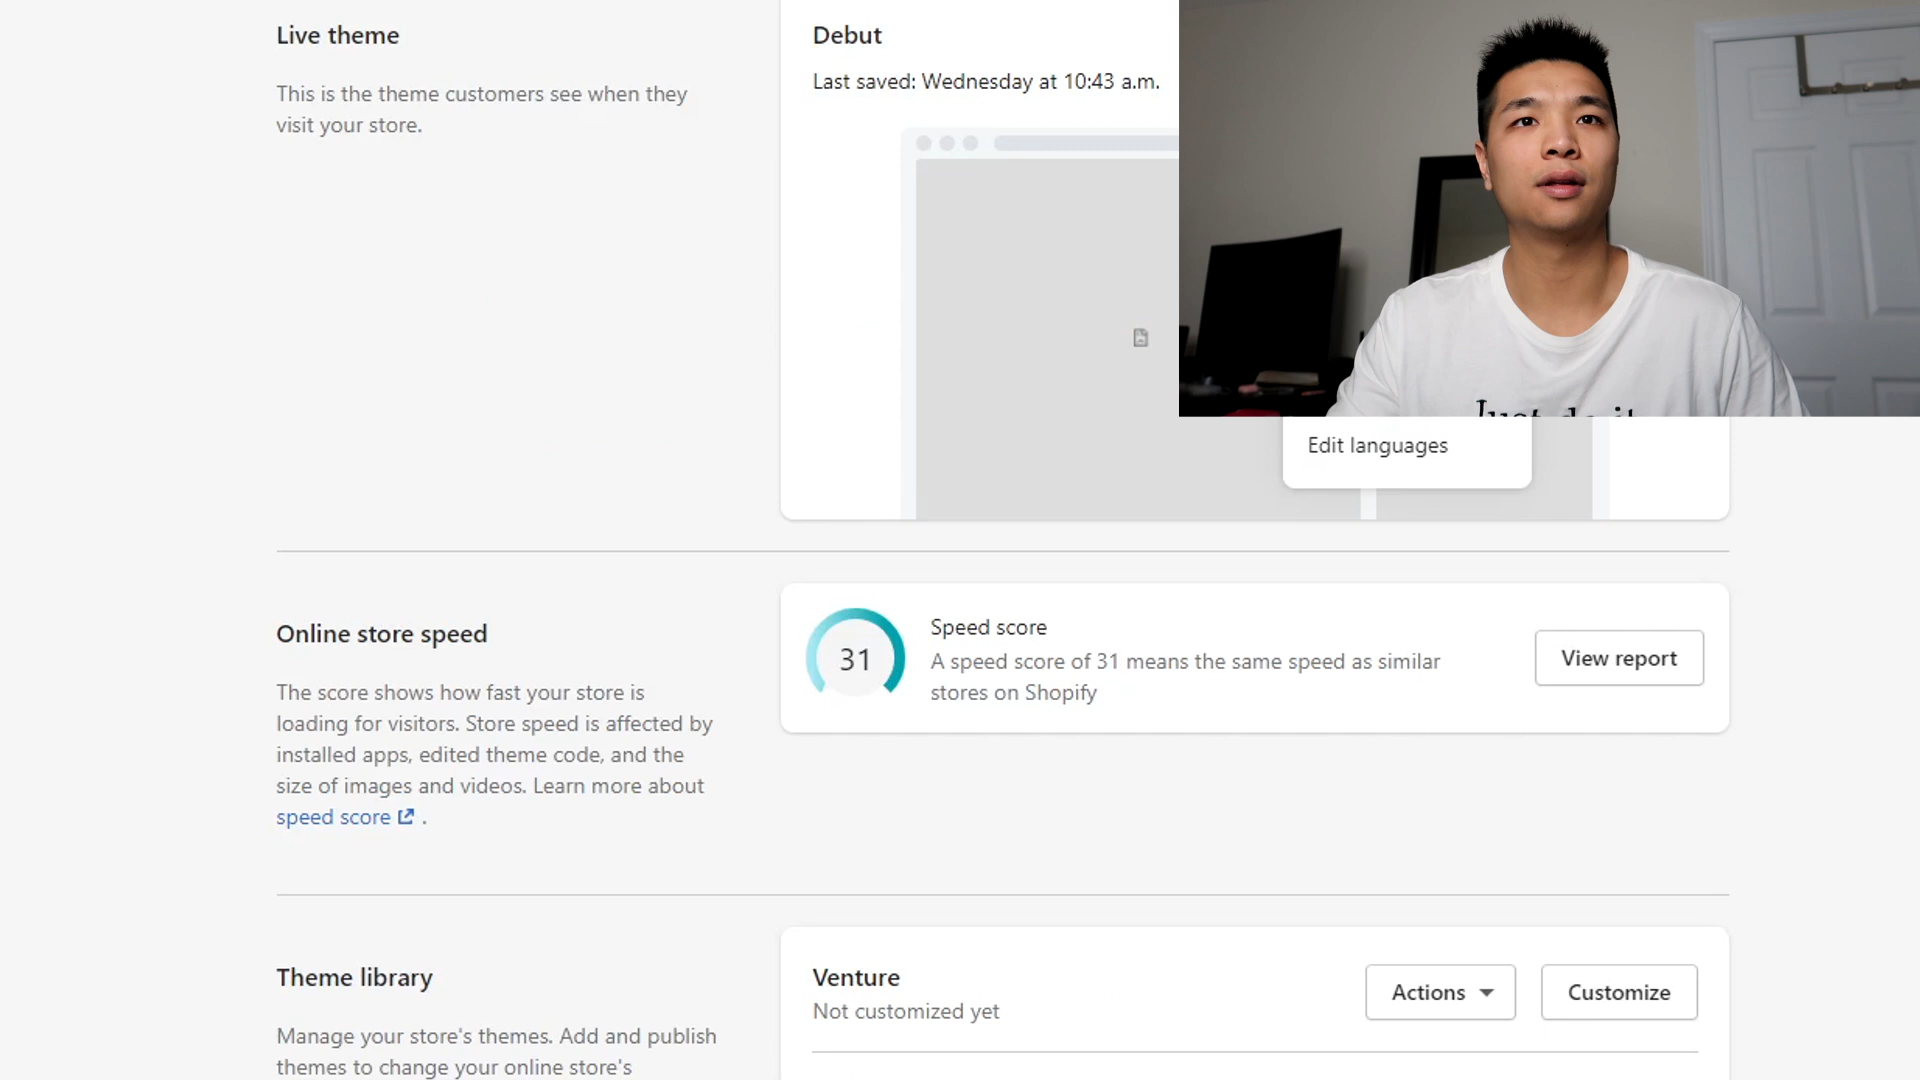 Live theme
This is the theme customers see when they
visit your store.
Debut
Last saved: Wednesday at 10:43 a.m.
Just do it
Edit languages
Online store speed
The score shows how fast your store is
loading for visitors. Store speed is affected by
installed apps, edited theme code, and the
size of images and videos. Learn more about
speed score .
31
Speed score
A speed score of 31 means the same speed as similar
stores on Shopify
View report
Theme library
Manage your store's themes. Add and publish
themes to change your online store's
Venture
Not customized yet
Actions
Customize